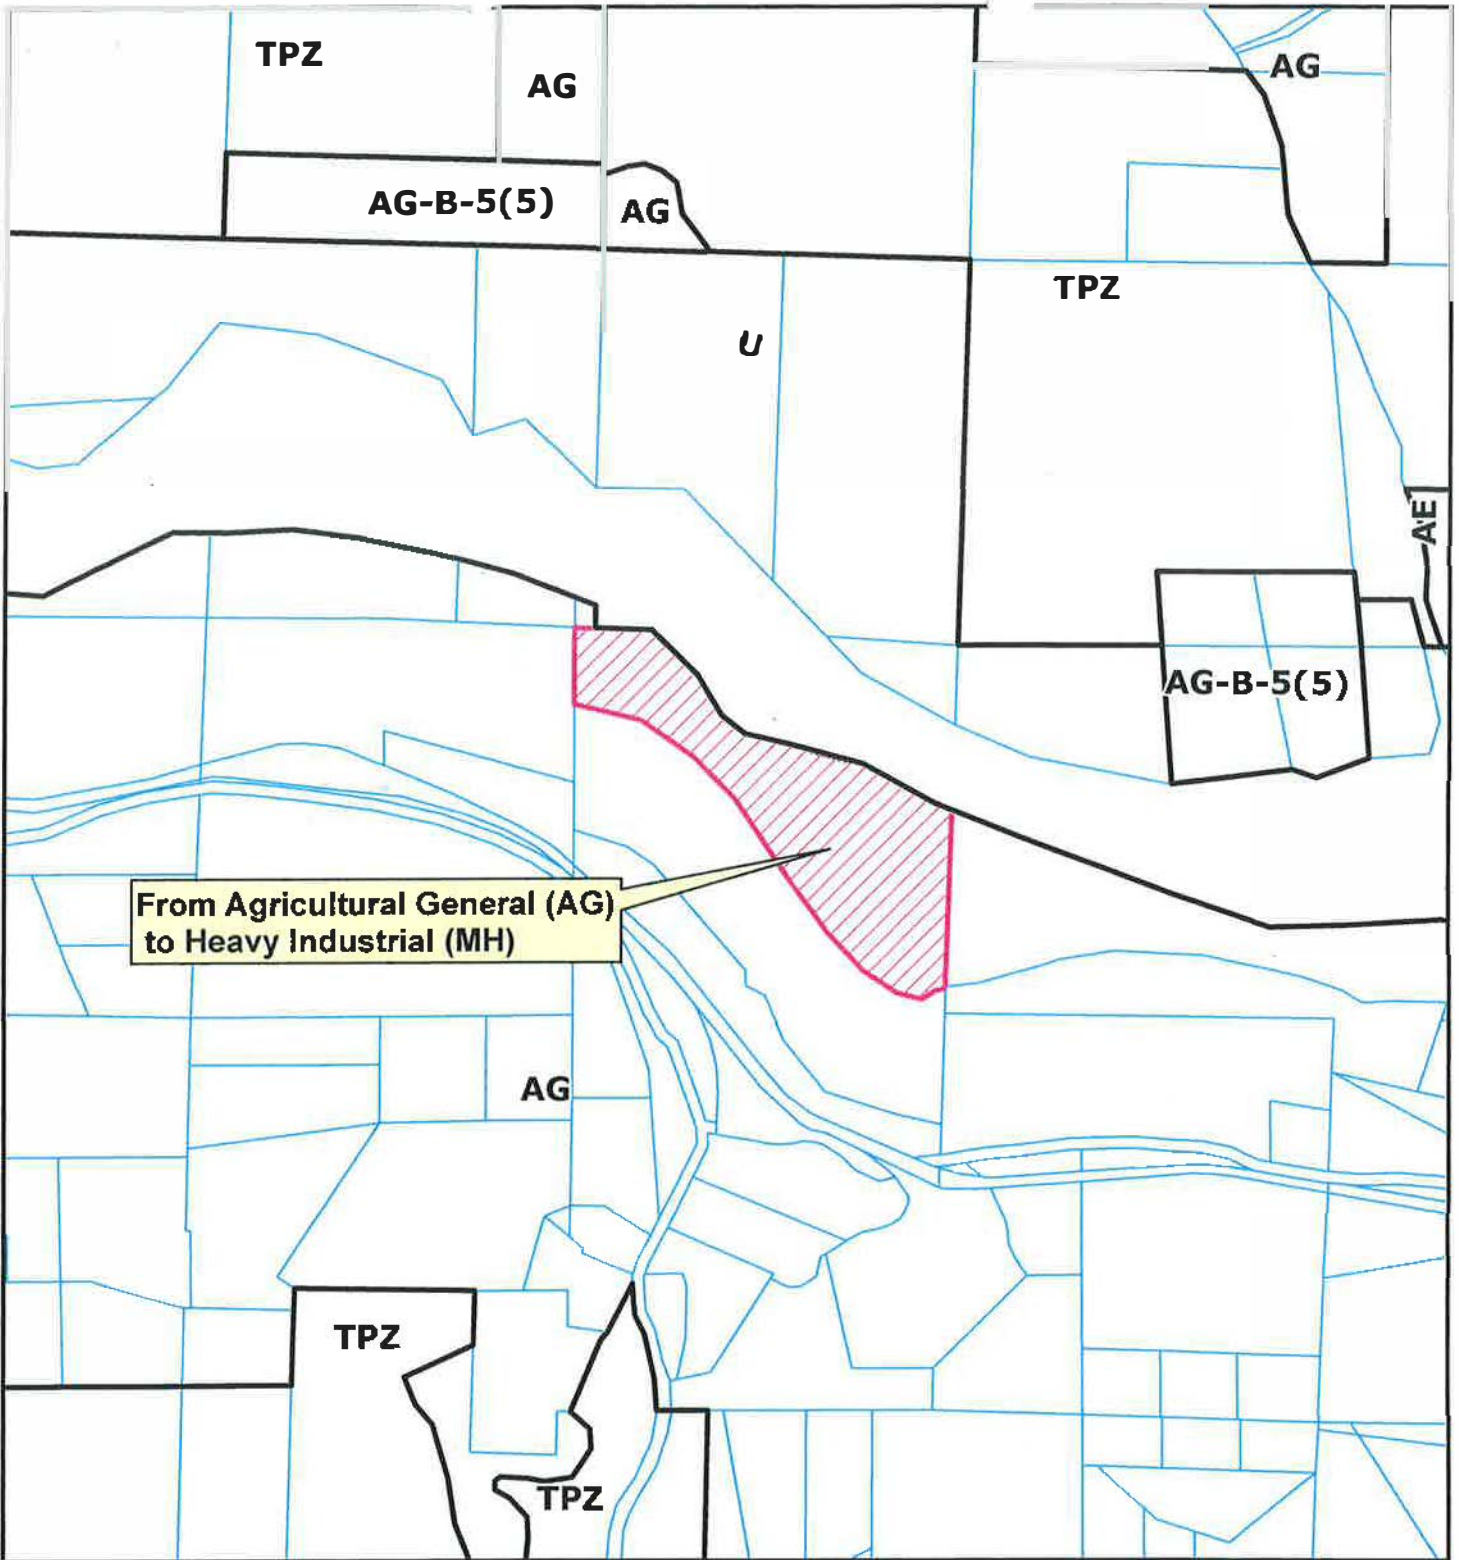 TPZ
AG
AG
AG-B-5(5)
AG
TPZ
U
AE
AG-B-5(5)
From Agricultural General (AG)
to Heavy Industrial (MH)
AG
TPZ
TPZ